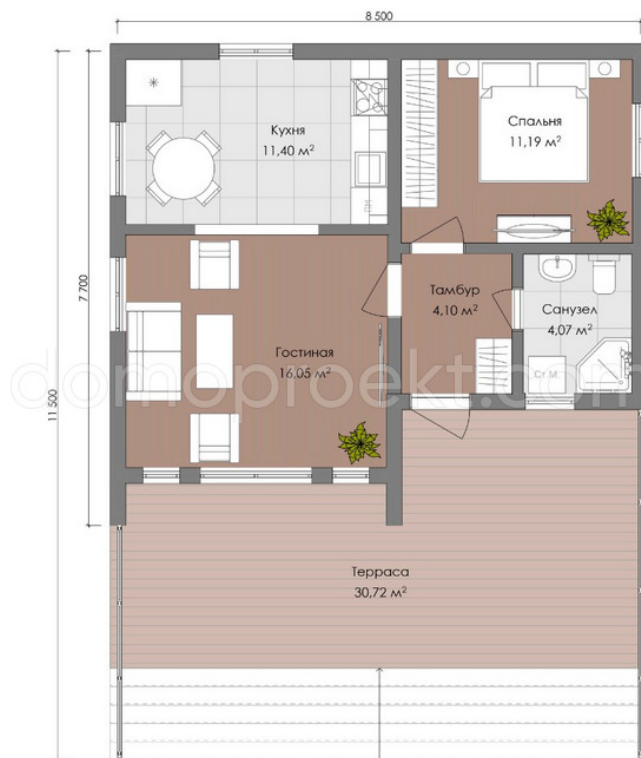 8 500
Кухня
11,40 м²
Спальня
11,19 м²
ПМ
7 700
Тамбур
4,10 м²
Санузел
4,07 м²
Гостиная
16,05 м²
Ст.М
domoproekt.com
11 500
Терраса
30,72 м²